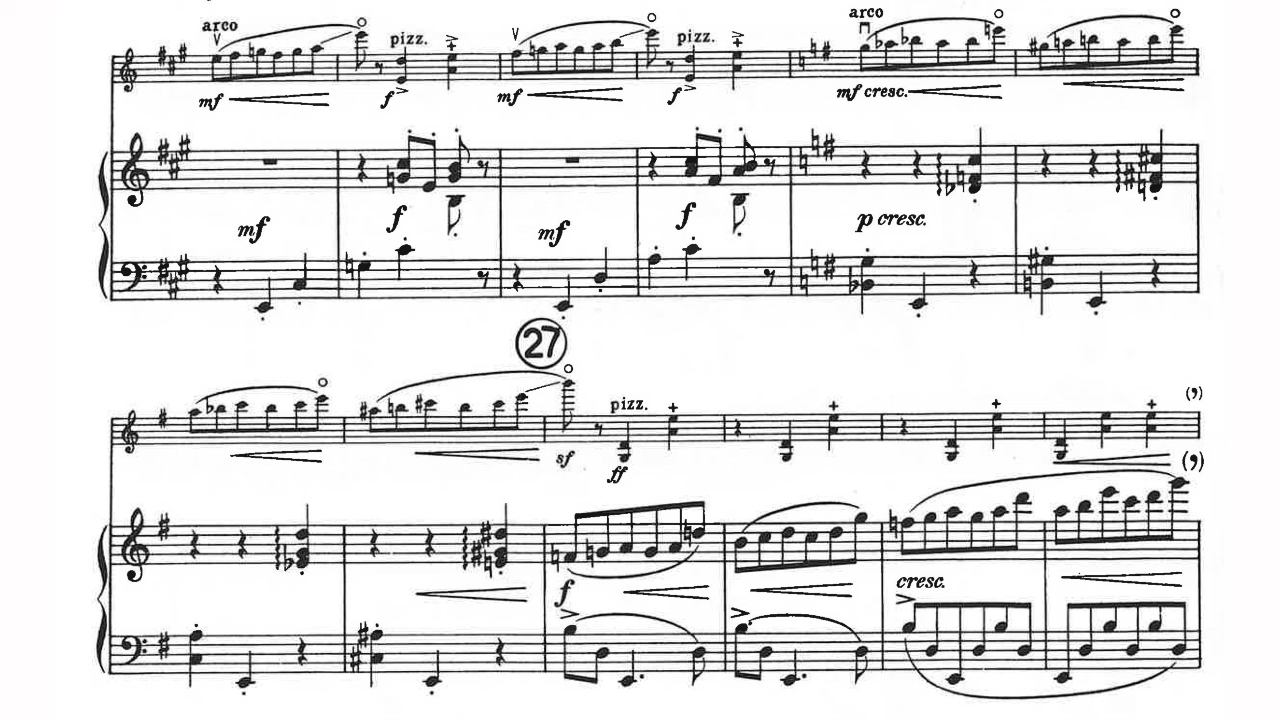 arco pizz. pizz. arco
mf f mf f mf cresc.
mf f mf f p cresc.
27
pizz.
sf ff
f cresc.